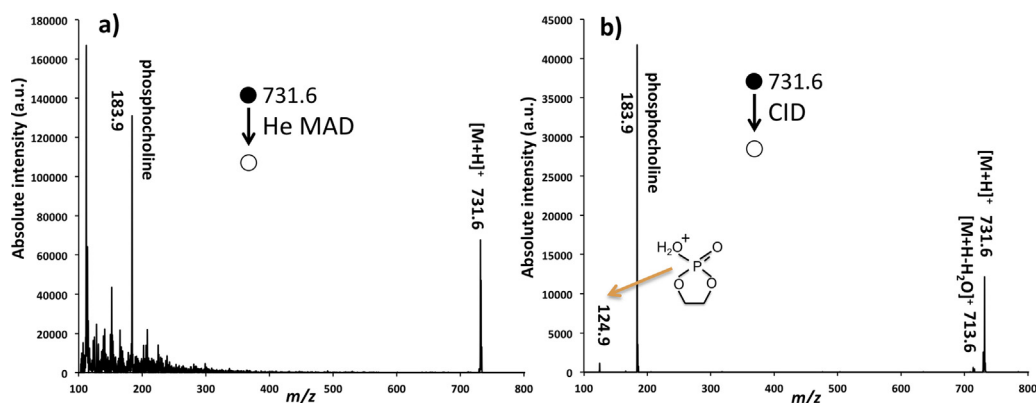 a)
Absolute intensity (a.u.)
180000
160000
140000
120000
100000
80000
60000
40000
20000
0
183.9
phosphocholine
731.6
He MAD
[M+H]⁺ 731.6
100
200
300
400
500
600
700
800
m/z
b)
Absolute intensity (a.u.)
45000
40000
35000
30000
25000
20000
15000
10000
5000
0
183.9
phosphocholine
731.6
CID
H₂O
+
O
P
O
O
124.9
[M+H]⁺ 731.6
[M+H-H₂O]⁺ 713.6
100
200
300
400
500
600
700
800
m/z